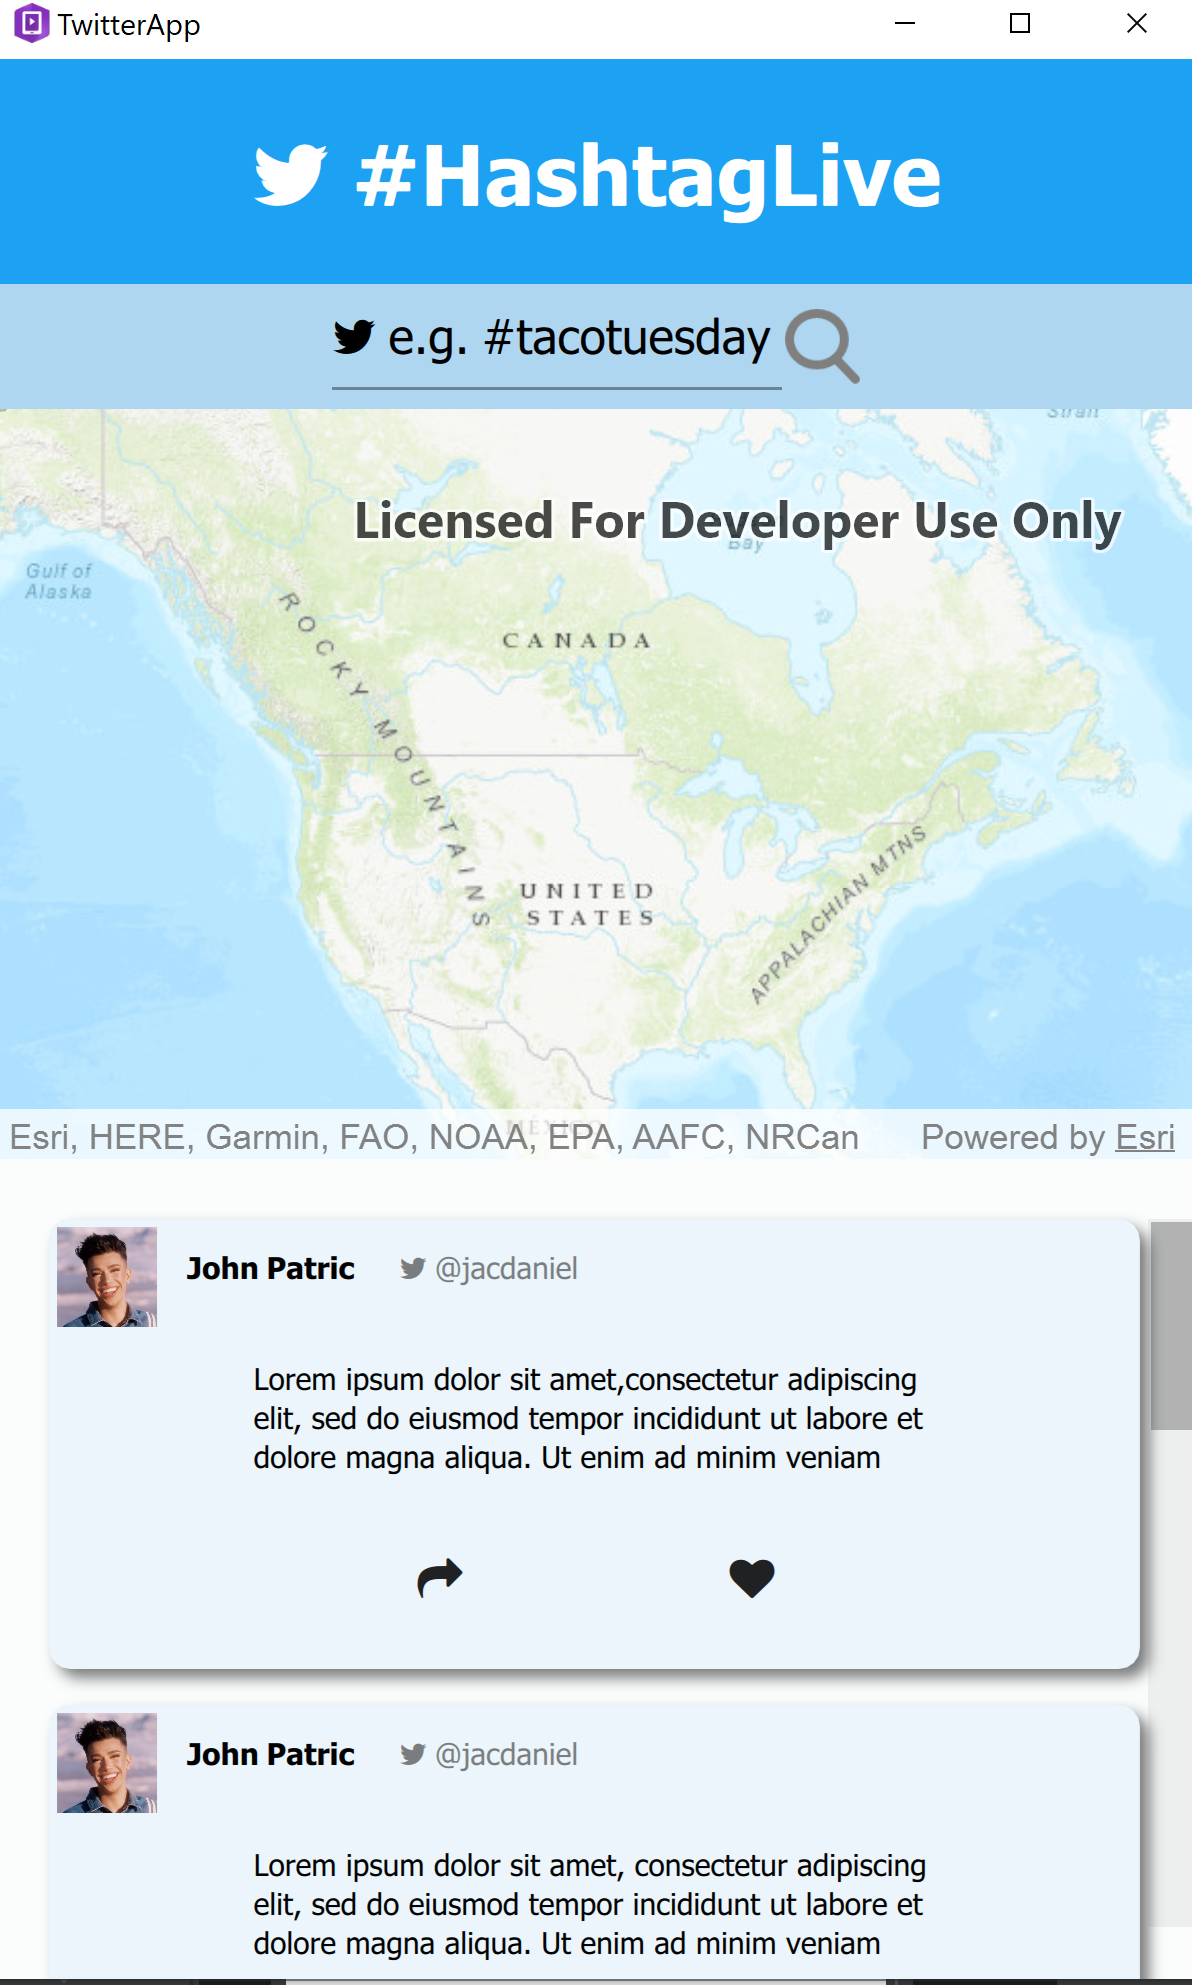 TwitterApp
#HashtagLive
e.g. #tacotuesday
Strait
Licensed For Developer Use Only
Bay
Gulf of
Alaska
ROCKY MOUNTAINS
CANADA
UNITED
STATES
APPALACHIAN MTNS
MÉXICO
Esri, HERE, Garmin, FAO, NOAA, EPA, AAFC, NRCan Powered by Esri
John Patric @jacdaniel
Lorem ipsum dolor sit amet,consectetur adipiscing
elit, sed do eiusmod tempor incididunt ut labore et
dolore magna aliqua. Ut enim ad minim veniam
John Patric @jacdaniel
Lorem ipsum dolor sit amet, consectetur adipiscing
elit, sed do eiusmod tempor incididunt ut labore et
dolore magna aliqua. Ut enim ad minim veniam